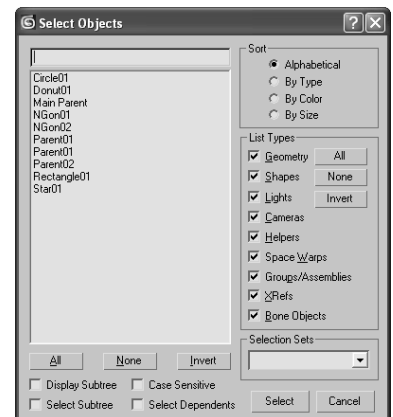 Select Objects
Circle01
Donut01
Main Parent
NGon01
NGon02
Parent01
Parent01
Parent02
Rectangle01
Star01
All
None
Invert
Display Subtree
Case Sensitive
Select Subtree
Select Dependents
Sort
Alphabetical
By Type
By Color
By Size
List Types
Geometry
All
Shapes
None
Lights
Invert
Cameras
Helpers
Space Warps
Groups/Assemblies
XRefs
Bone Objects
Selection Sets
Select
Cancel